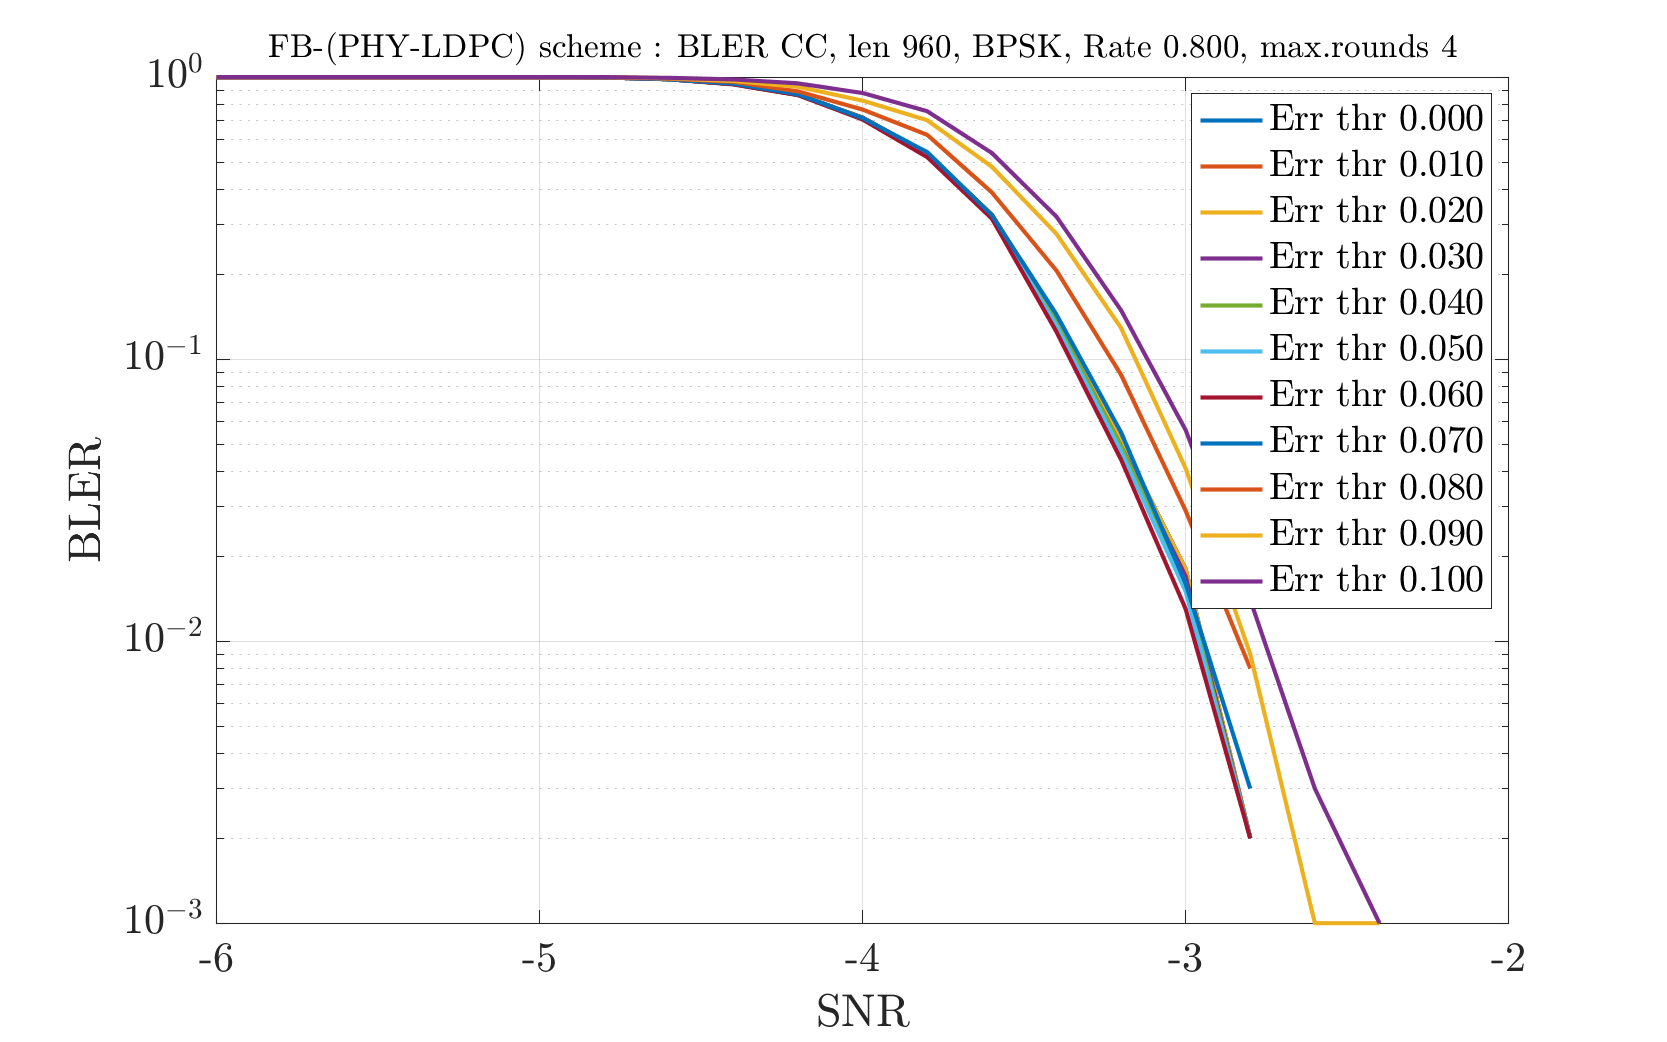 FB-(PHY-LDPC) scheme : BLER CC, len 960, BPSK, Rate 0.800, max.rounds 4
10^0
10^-1
10^-2
10^-3
BLER
Err thr 0.000
Err thr 0.010
Err thr 0.020
Err thr 0.030
Err thr 0.040
Err thr 0.050
Err thr 0.060
Err thr 0.070
Err thr 0.080
Err thr 0.090
Err thr 0.100
-6 -5 -4 -3 -2
SNR